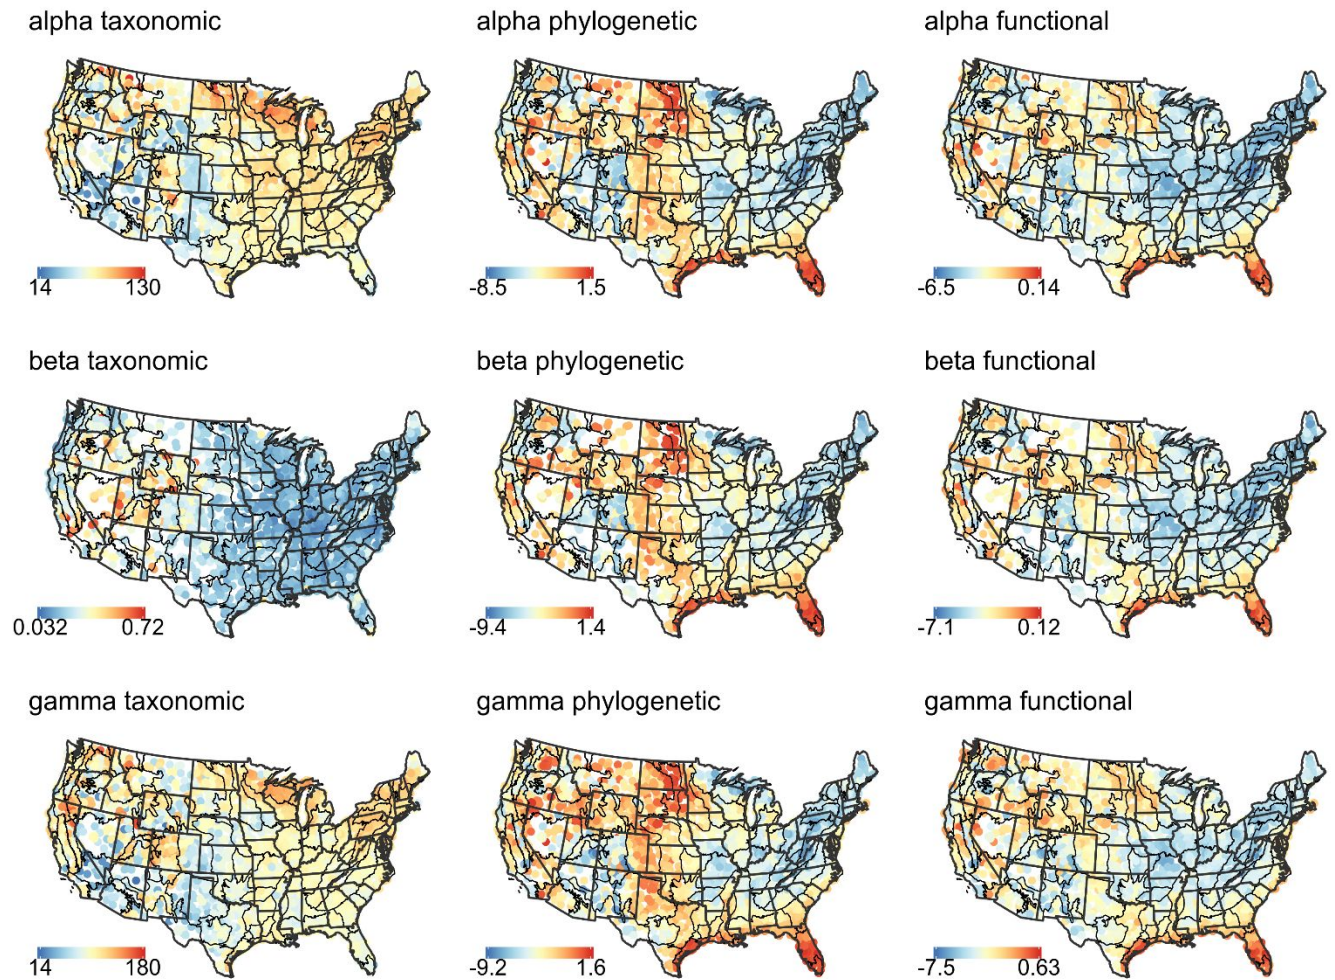 alpha taxonomic
alpha phylogenetic
alpha functional
14 130
-8.5 1.5
-6.5 0.14
beta taxonomic
beta phylogenetic
beta functional
0.032 0.72
-9.4 1.4
-7.1 0.12
gamma taxonomic
gamma phylogenetic
gamma functional
14 180
-9.2 1.6
-7.5 0.63